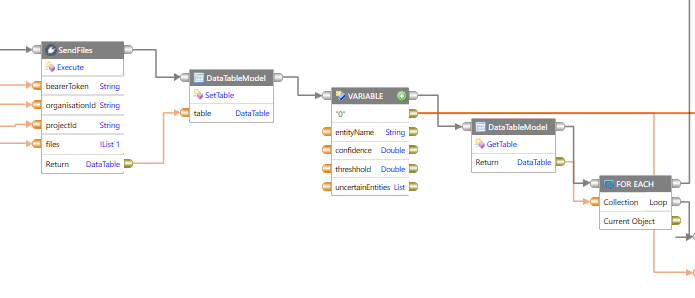 SendFiles
Execute
bearerToken String
organisationId String
projectId String
files IList`1
Return DataTable
DataTableModel
SetTable
table DataTable
VARIABLE
"0"
entityName String
confidence Double
threshhold Double
uncertainEntities List
DataTableModel
GetTable
Return DataTable
FOR EACH
Collection Loop
Current Object